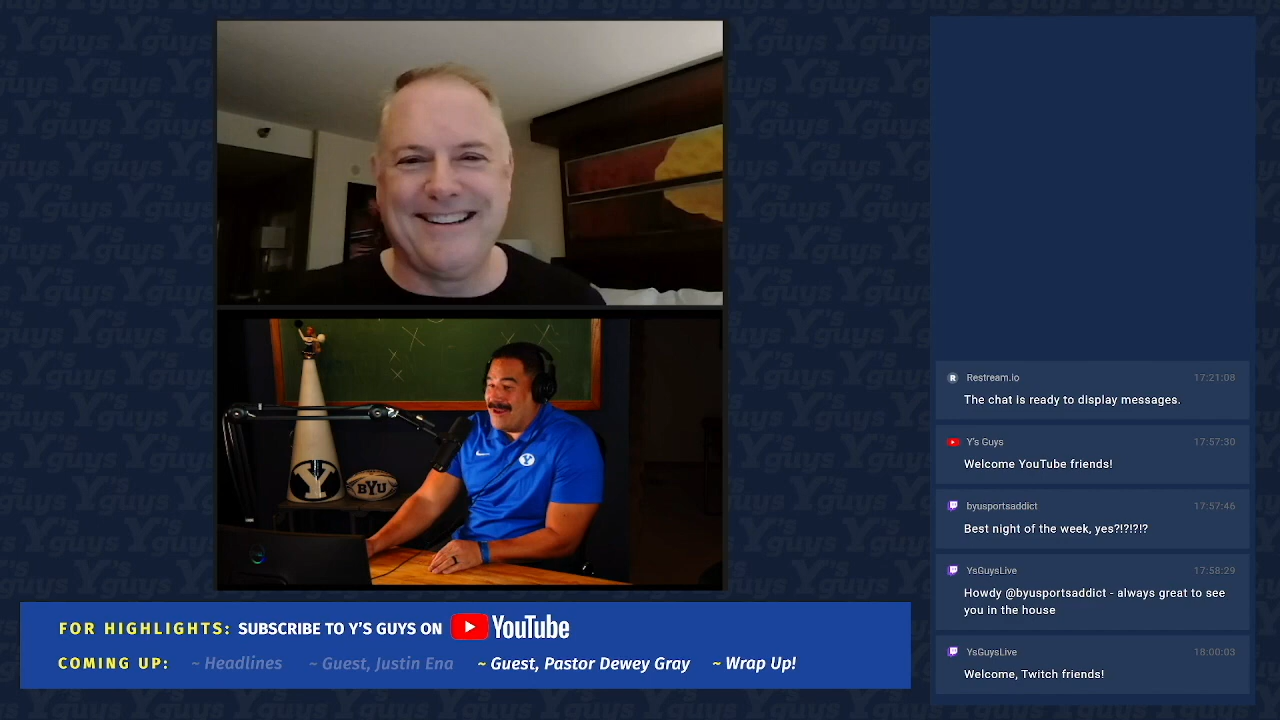 Y's guys
Y
BYU
Y
FOR HIGHLIGHTS: SUBSCRIBE TO Y'S GUYS ON YouTube
COMING UP: ~ Headlines ~ Guest, Justin Ena ~ Guest, Pastor Dewey Gray ~ Wrap Up!
R Restream.io 17:21:08
The chat is ready to display messages.
Y's Guys 17:57:30
Welcome YouTube friends!
byusportsaddict 17:57:46
Best night of the week, yes?!?!?!?
YsGuysLive 17:58:29
Howdy @byusportsaddict - always great to see
you in the house
YsGuysLive 18:00:03
Welcome, Twitch friends!